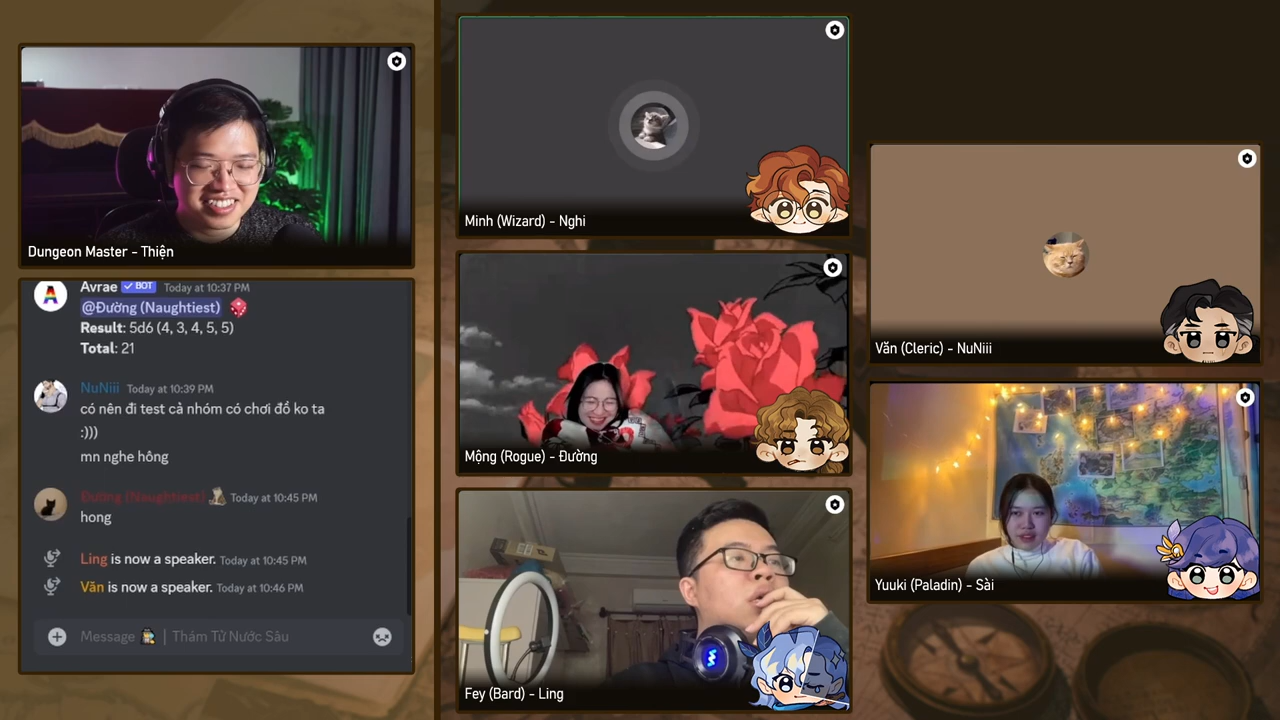 Dungeon Master - Thiện
Avrae ✓ BOT Today at 10:37 PM
@Đường (Naughtiest)
Result: 5d6 (4, 3, 4, 5, 5)
Total: 21
NuNiii Today at 10:39 PM
có nên đi test cả nhóm có chơi đồ ko ta
:)))
mn nghe hông
Đường (Naughtiest) Today at 10:45 PM
hong
Ling is now a speaker. Today at 10:45 PM
Văn is now a speaker. Today at 10:46 PM
Message | Thám Tử Nước Sâu
Minh (Wizard) - Nghi
Mộng (Rogue) - Đường
Fey (Bard) - Ling
Văn (Cleric) - NuNiii
Yuuki (Paladin) - Sài